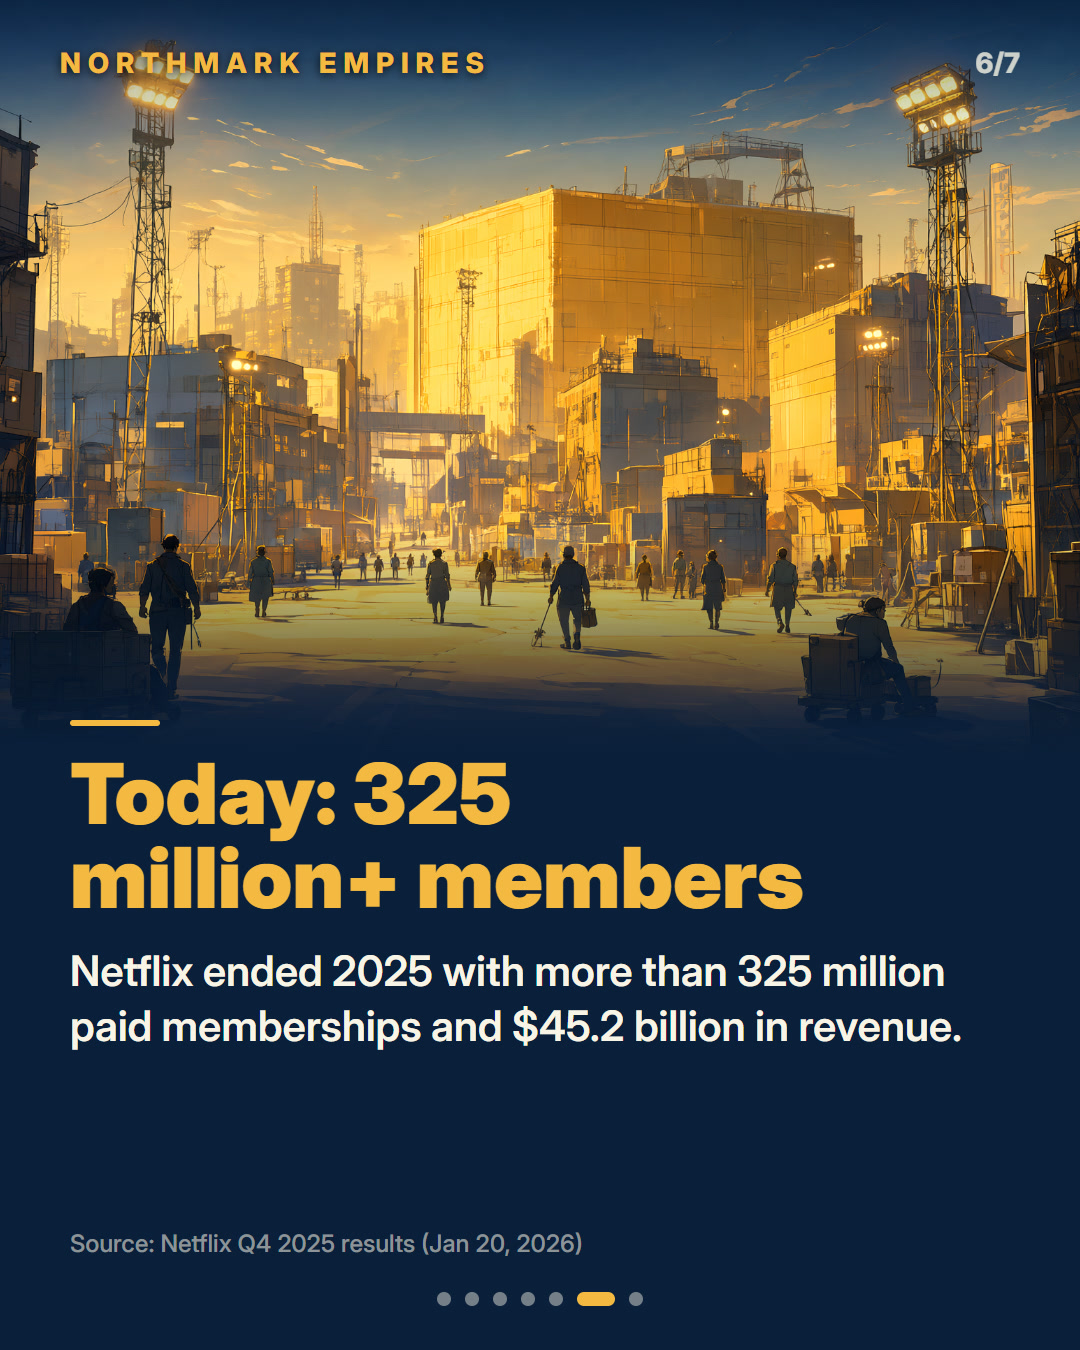 NORTHMARK EMPIRES
6/7
Today: 325
million+ members
Netflix ended 2025 with more than 325 million
paid memberships and $45.2 billion in revenue.
Source: Netflix Q4 2025 results (Jan 20, 2026)